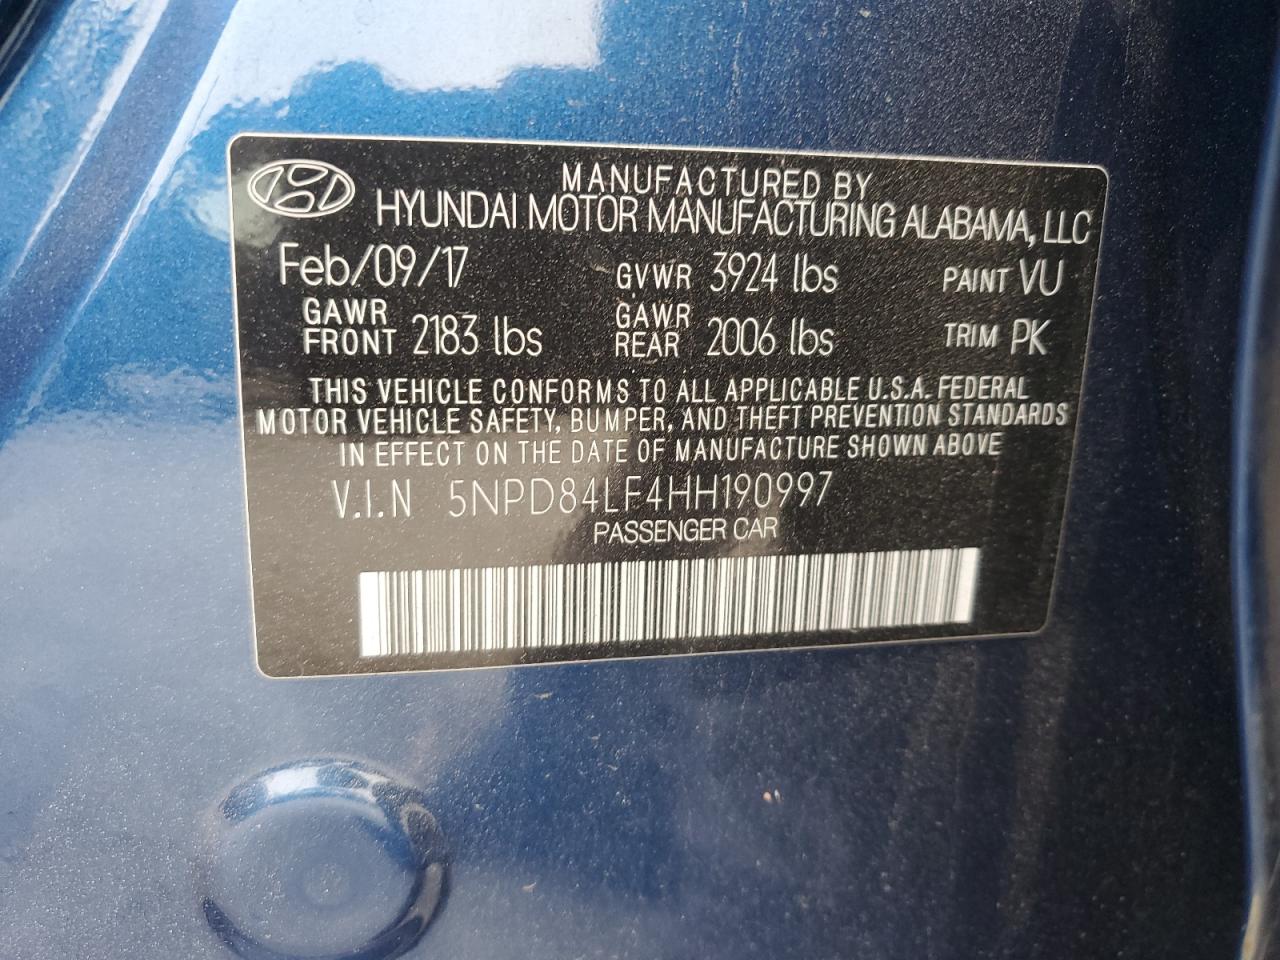 MANUFACTURED BY
HYUNDAI MOTOR MANUFACTURING ALABAMA, LLC
Feb/09/17 GVWR 3924 lbs PAINT VU
GAWR FRONT 2183 lbs GAWR REAR 2006 lbs TRIM PK
THIS VEHICLE CONFORMS TO ALL APPLICABLE U.S.A. FEDERAL
MOTOR VEHICLE SAFETY, BUMPER, AND THEFT PREVENTION STANDARDS
IN EFFECT ON THE DATE OF MANUFACTURE SHOWN ABOVE
V.I.N 5NPD84LF4HH190997
PASSENGER CAR